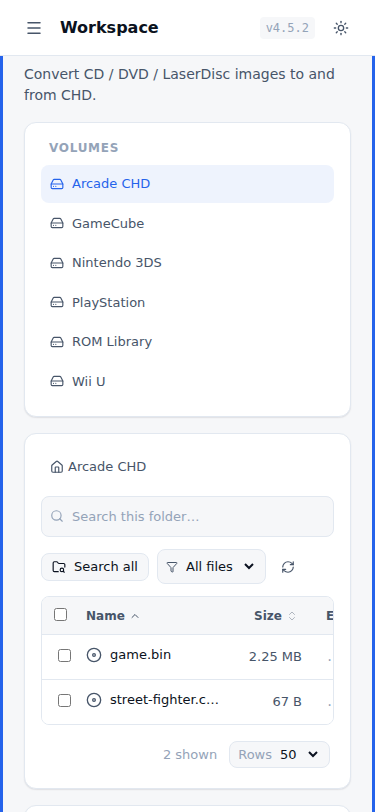 Workspace
v4.5.2
Convert CD / DVD / LaserDisc images to and
from CHD.
VOLUMES
Arcade CHD
GameCube
Nintendo 3DS
PlayStation
ROM Library
Wii U
Arcade CHD
Search this folder…
Search all
All files
Name
Size
game.bin
2.25 MB
street-fighter.c…
67 B
2 shown
Rows 50